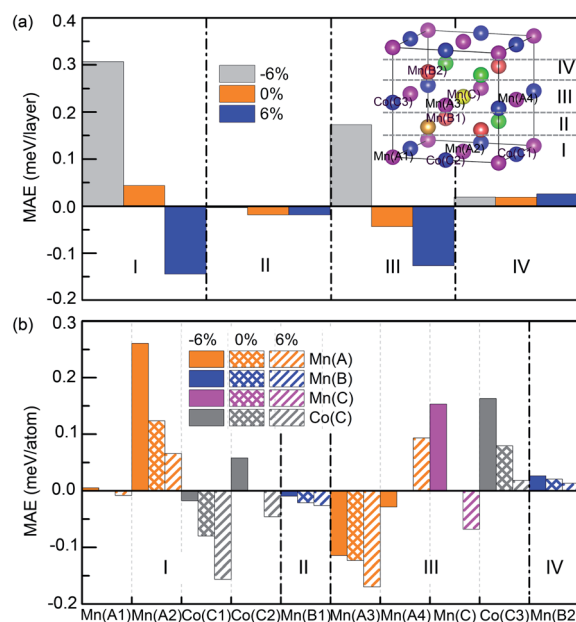 (a)
0.4
0.3
0.2
0.1
0.0
-0.1
-0.2
MAE (meV/layer)
-6%
0%
6%
I
II
III
IV
Mn(B2)
Co(C3)
Mn(C)
Mn(A3)
Mn(A4)
Mn(B1)
Mn(A1)
Co(C2)
Mn(A2)
Co(C1)
IV
III
II
I
(b)
0.3
0.2
0.1
0.0
-0.1
-0.2
MAE (meV/atom)
-6% 0% 6%
Mn(A)
Mn(B)
Mn(C)
Co(C)
I
II
III
IV
Mn(A1) Mn(A2) Co(C1) Co(C2) Mn(B1) Mn(A3) Mn(A4) Mn(C) Co(C3) Mn(B2)